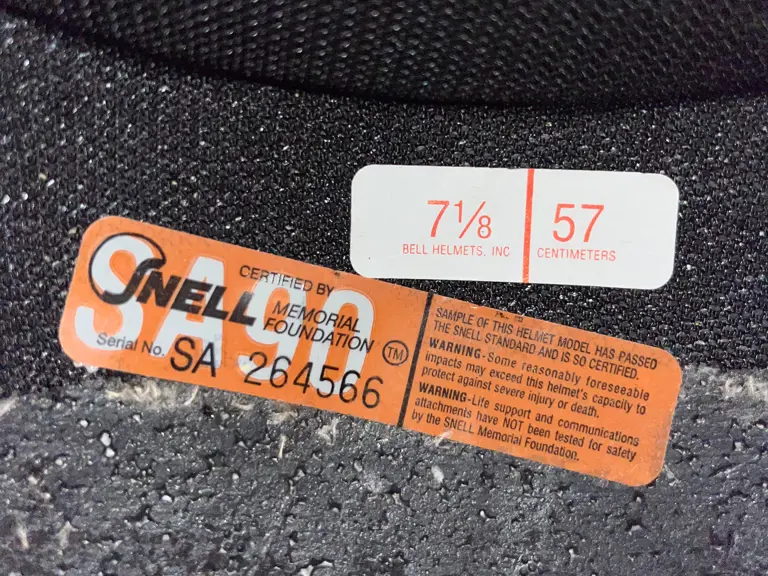 7 1/8
BELL HELMETS, INC
57
CENTIMETERS
SA90
SNELL
CERTIFIED BY
MEMORIAL
FOUNDATION
TM
Serial No. SA 264566
SAMPLE OF THIS HELMET MODEL HAS PASSED
THE SNELL STANDARD AND IS SO CERTIFIED.
WARNING-Some reasonably foreseeable
impacts may exceed this helmet's capacity to
protect against severe injury or death.
WARNING-Life support and communications
attachments have NOT been tested for safety
by the SNELL Memorial Foundation.